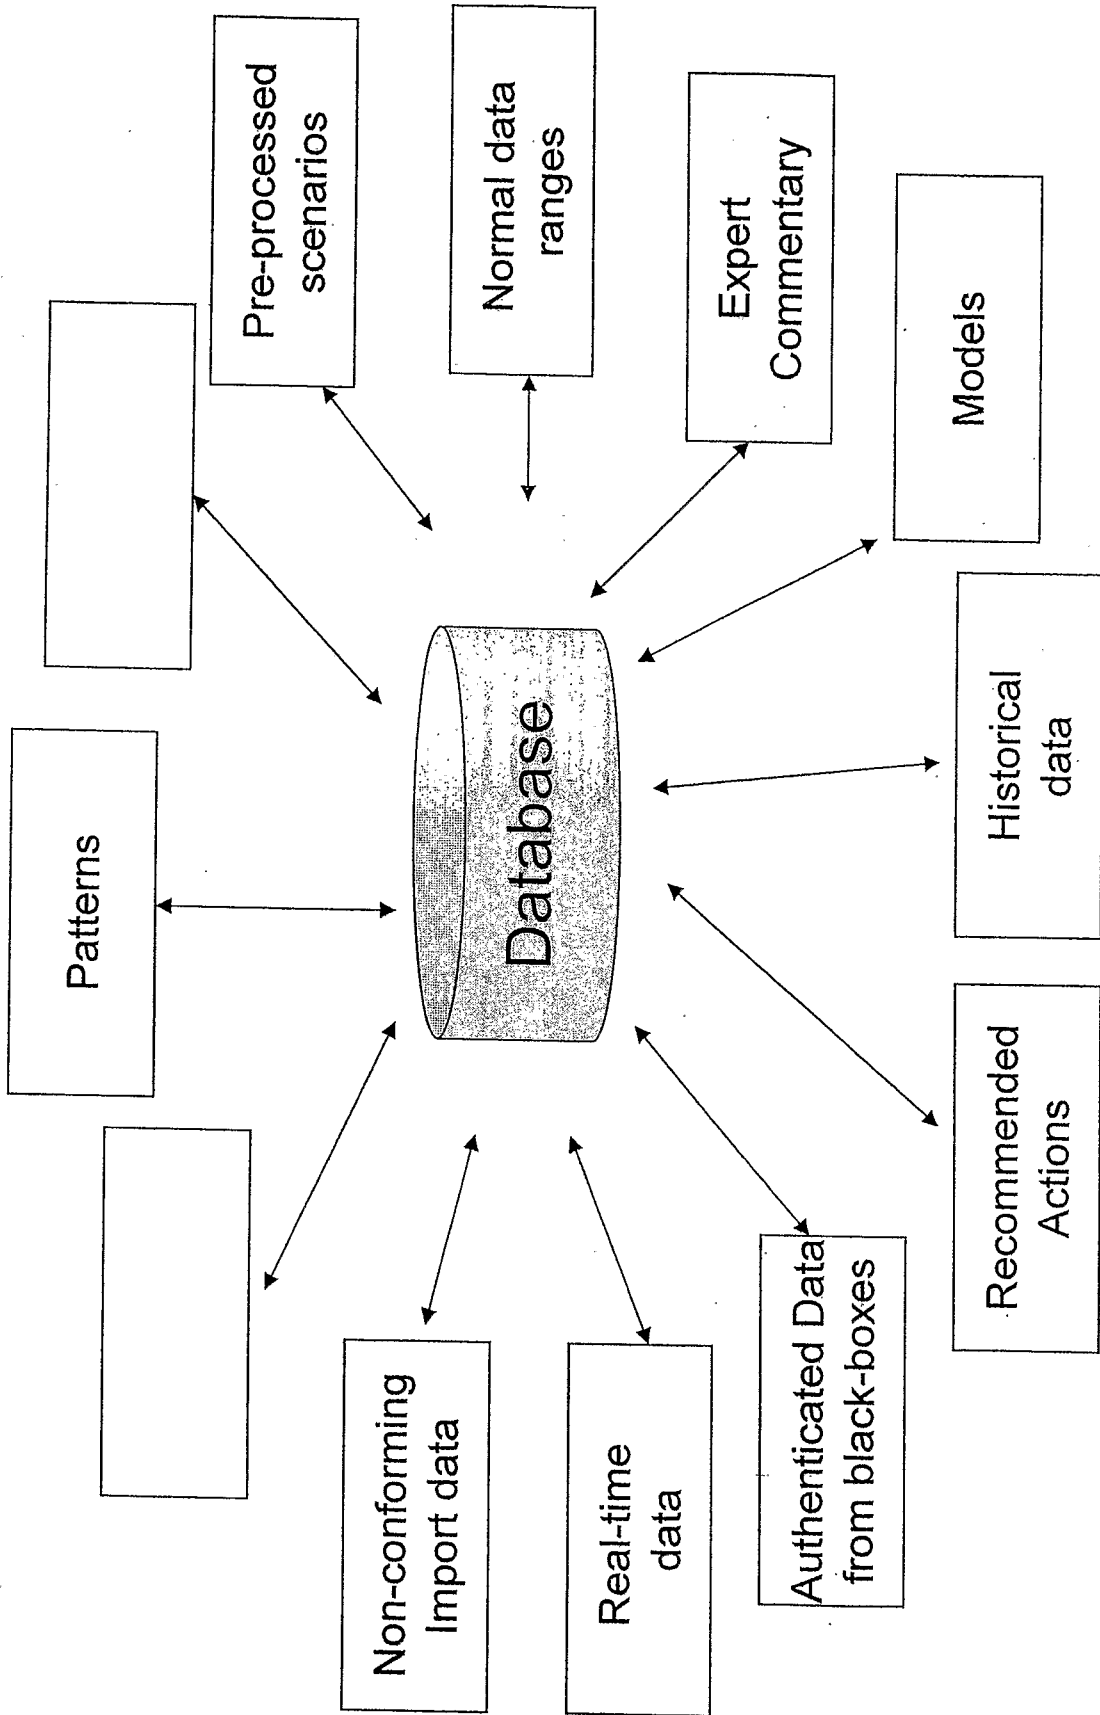 Patterns
Pre-processed
scenarios
Non-conforming
Import data
Database
Normal data
ranges
Real-time
data
Expert
Commentary
Authenticated Data
from black-boxes
Models
Recommended
Actions
Historical
data